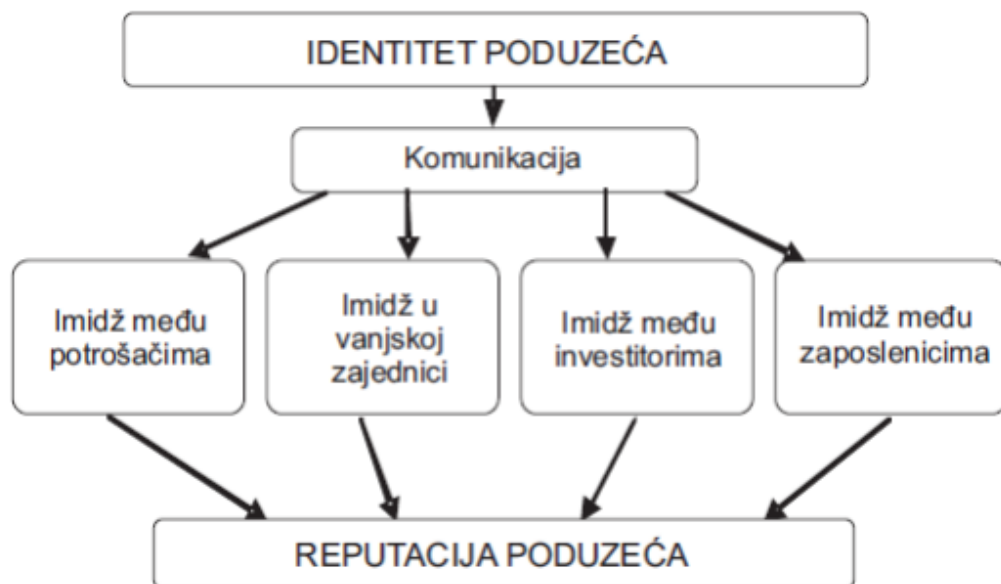 IDENTITET PODUZEĆA
Komunikacija
Imidž među
potrošačima
Imidž u
vanjskoj
zajednici
Imidž među
investitorima
Imidž među
zaposlenicima
REPUTACIJA PODUZEĆA